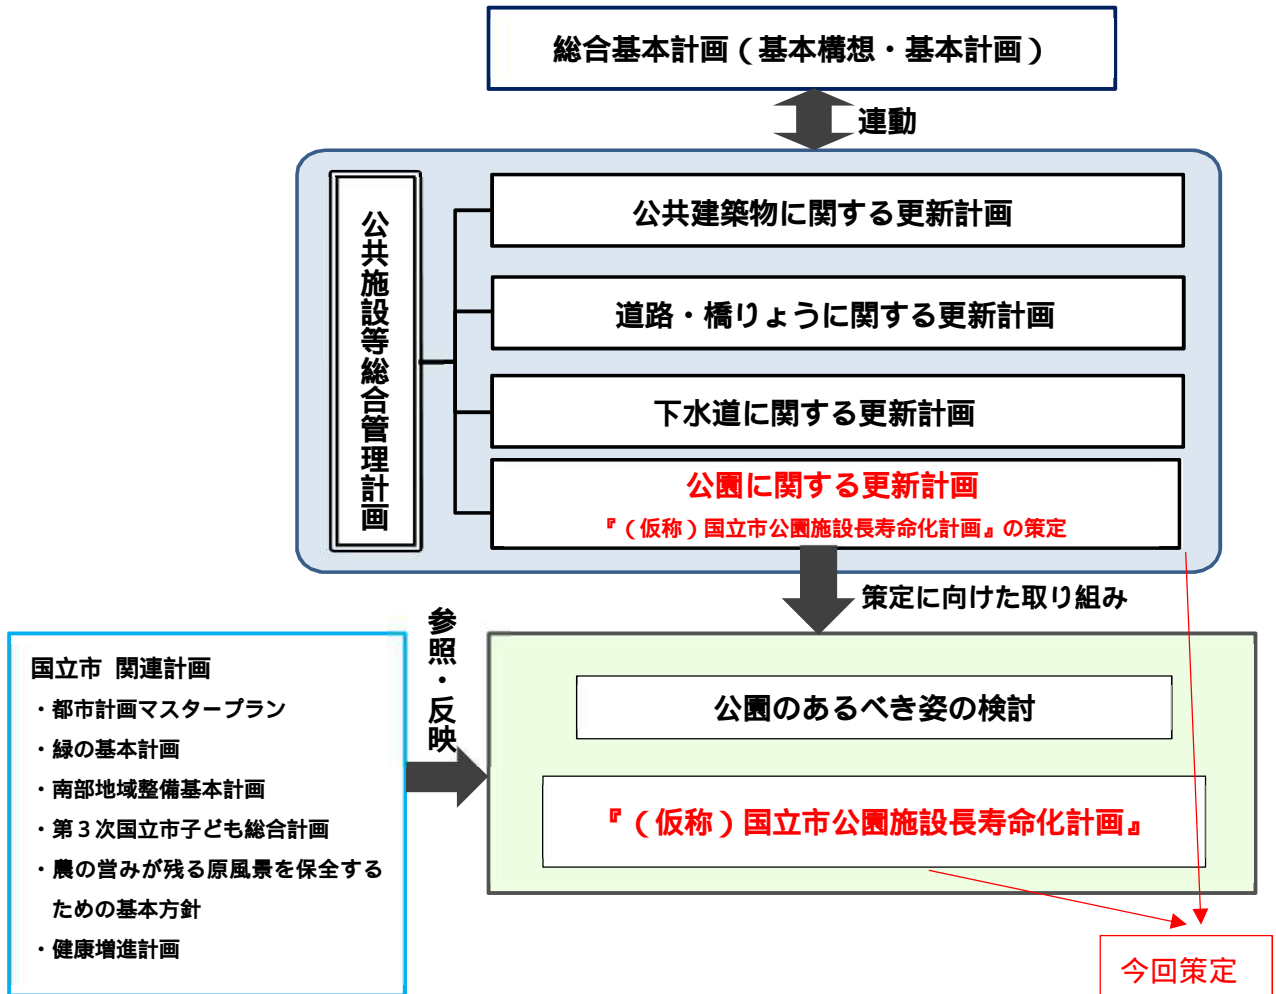 総合基本計画（基本構想・基本計画）
連動
公共施設等総合管理計画
公共建築物に関する更新計画
道路・橋りょうに関する更新計画
下水道に関する更新計画
公園に関する更新計画
『（仮称）国立市公園施設長寿命化計画』の策定
策定に向けた取り組み
参照・反映
国立市 関連計画
・都市計画マスタープラン
・緑の基本計画
・南部地域整備基本計画
・第３次国立市子ども総合計画
・農の営みが残る原風景を保全する
ための基本方針
・健康増進計画
公園のあるべき姿の検討
『（仮称）国立市公園施設長寿命化計画』
今回策定